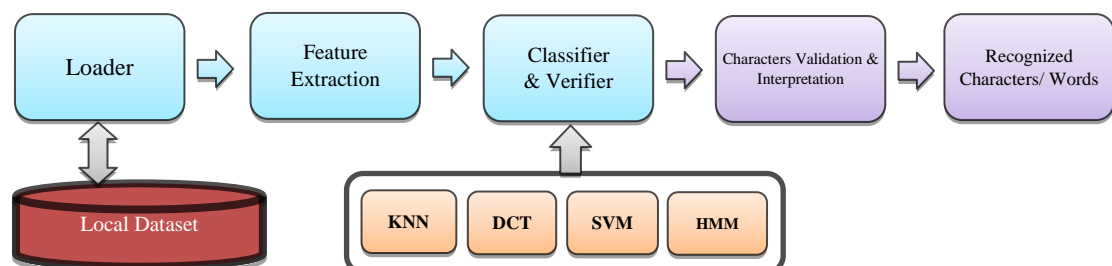 Loader
Feature
Extraction
Classifier
& Verifier
Characters Validation &
Interpretation
Recognized
Characters/ Words
Local Dataset
KNN
DCT
SVM
HMM